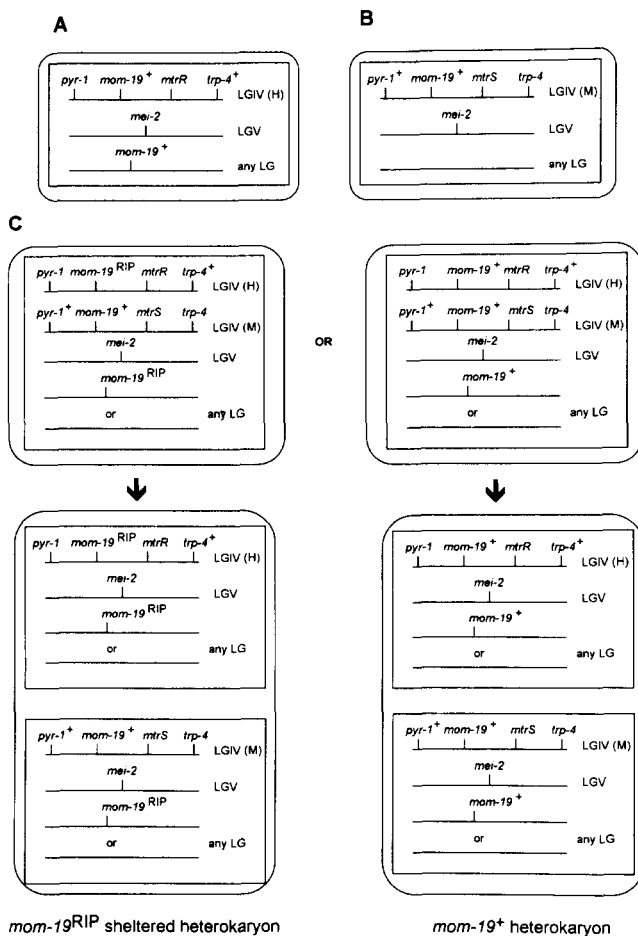 A
pyr-1 mom-19+ mtrR trp-4+
LGIV (H)
mei-2
LGV
mom-19+
any LG
B
pyr-1+ mom-19+ mtrS trp-4
LGIV (M)
mei-2
LGV
any LG
C
pyr-1 mom-19RIP mtrR trp-4+
LGIV (H)
pyr-1+ mom-19+ mtrS trp-4
LGIV (M)
mei-2
LGV
mom-19RIP
or any LG
OR
pyr-1 mom-19+ mtrR trp-4+
LGIV (H)
pyr-1+ mom-19+ mtrS trp-4
LGIV (M)
mei-2
LGV
mom-19+
or any LG
pyr-1 mom-19RIP mtrR trp-4+
LGIV (H)
mei-2
LGV
mom-19RIP
or any LG
pyr-1+ mom-19+ mtrS trp-4
LGIV (M)
mei-2
LGV
mom-19RIP
or any LG
mom-19RIP sheltered heterokaryon
pyr-1 mom-19+ mtrR trp-4+
LGIV (H)
mei-2
LGV
mom-19+
or any LG
pyr-1+ mom-19+ mtrS trp-4
LGIV (M)
mei-2
LGV
mom-19+
or any LG
mom-19+ heterokaryon